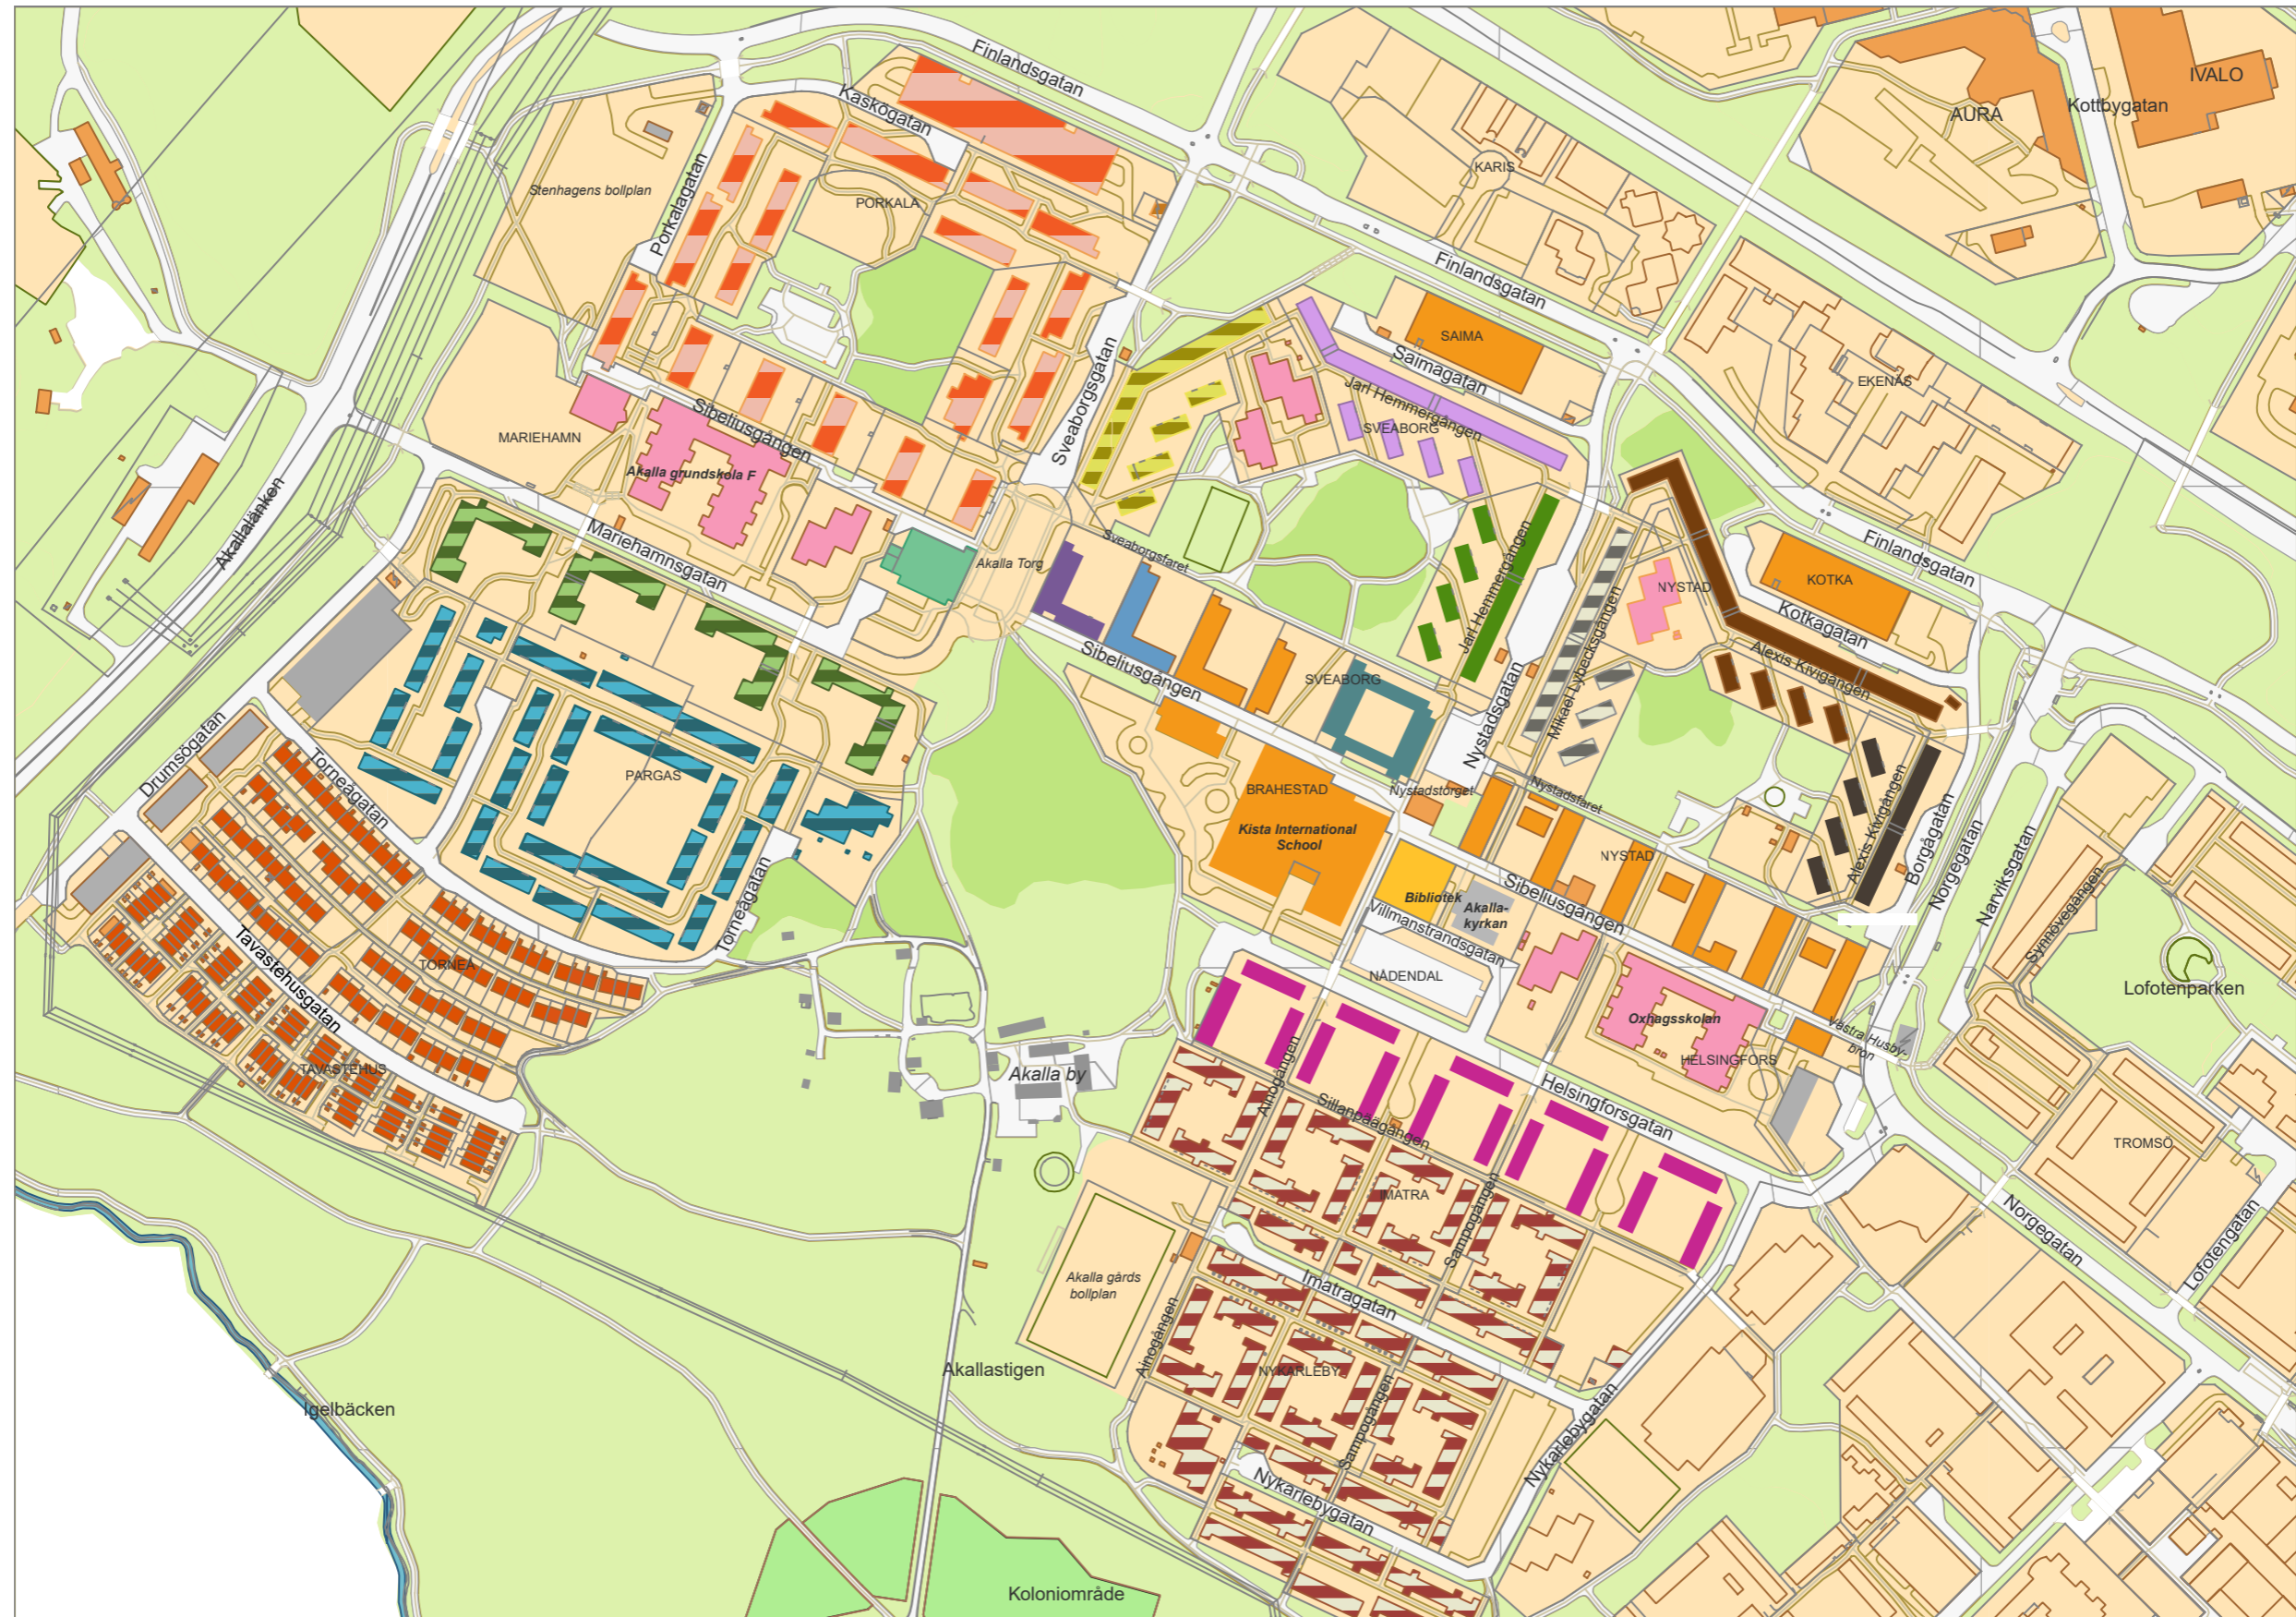 Finlandsgatan
IVALO
Kaskögatan
Kottbygatan
AURA
KARIS
Stenhagens bollplan
Porkalagatan
PORKALA
Finlandsgatan
SAIMA
Saimagatan
Jarl Hemmergången
EKENÄS
Sveaborgsgatan
SVEABORG
Sibeliusgången
MARIEHAMN
Akalla grundskola F
Akallalänken
Mariehamnsgatan
Akalla Torg
Sveaborgsfaret
Jarl Hemmergången
Finlandsgatan
KOTKA
NYSTAD
Kotkagatan
Mikael Lybecksgången
Sibeliusgången
SVEABORG
Alexis Kivigången
Nystadsgatan
Drumsögatan
Torneågatan
PARGAS
BRAHESTAD
Nystadstorget
Nystadsfaret
Kista International
School
Alexis Kivigången
Borgågatan
NYSTAD
Norgegatan
Narviksgatan
Bibliotek
Akalla-
kyrkan
Sibeliusgången
Villmanstrandsgatan
Torneågatan
Synnövegången
Tavastehusgatan
TORNEÅ
NÅDENDAL
Lofotenparken
Oxhagsskolan
Västra Husby-
bron
HELSINGFORS
TAVASTEHUS
Akalla by
Ainogången
Sillanpäägången
Helsingforsgatan
TROMSÖ
IMATRA
Sampogången
Norgegatan
Lofotengatan
Akalla gårds
bollplan
Imatragatan
Ainogången
Akallastigen
NYKARLEBY
Igelbäcken
Sampogången
Nykarlebygatan
Nykarlebygatan
Koloniområde